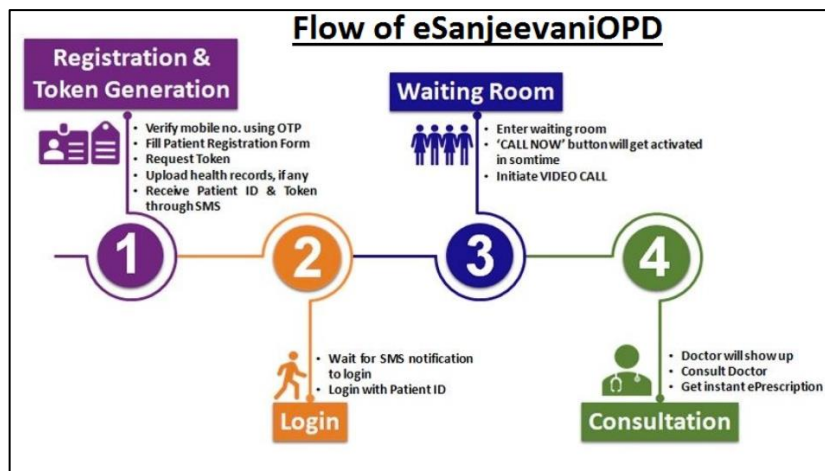 Flow of eSanjeevaniOPD
Registration &
Token Generation
• Verify mobile no. using OTP
• Fill Patient Registration Form
• Request Token
• Upload health records, if any
• Receive Patient ID & Token
through SMS
1
2
• Wait for SMS notification
to login
• Login with Patient ID
Login
Waiting Room
• Enter waiting room
• ‘CALL NOW’ button will get activated
in somtime
• Initiate VIDEO CALL
3
4
• Doctor will show up
• Consult Doctor
• Get instant ePrescription
Consultation